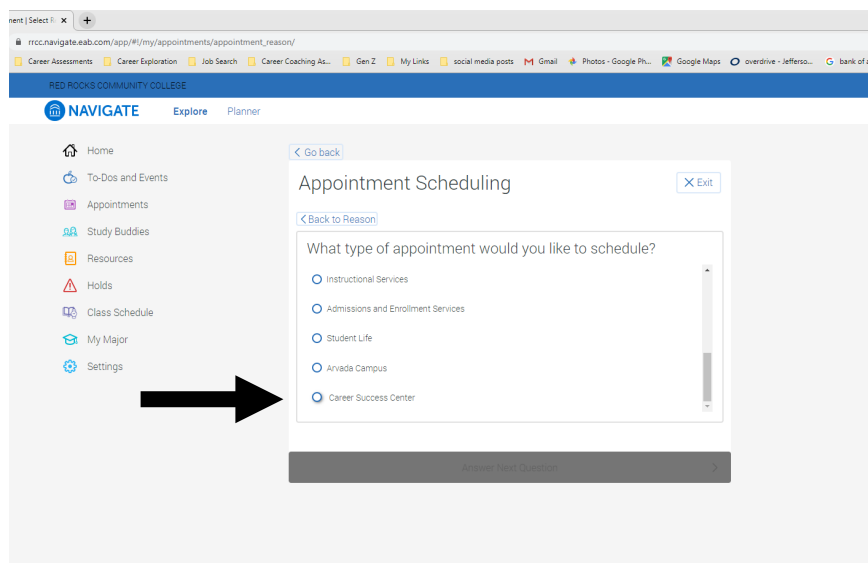 ment | Select R
rrcc.navigate.eab.com/app/#!/my/appointments/appointment_reason/
Career Assessments Career Exploration Job Search Career Coaching As... Gen Z My Links social media posts Gmail Photos - Google Ph... Google Maps overdrive - Jefferso... bank of a
RED ROCKS COMMUNITY COLLEGE
NAVIGATE Explore Planner
Home
To-Dos and Events
Appointments
Study Buddies
Resources
Holds
Class Schedule
My Major
Settings
Go back
Appointment Scheduling
Exit
Back to Reason
What type of appointment would you like to schedule?
Instructional Services
Admissions and Enrollment Services
Student Life
Arvada Campus
Career Success Center
Answer Next Question